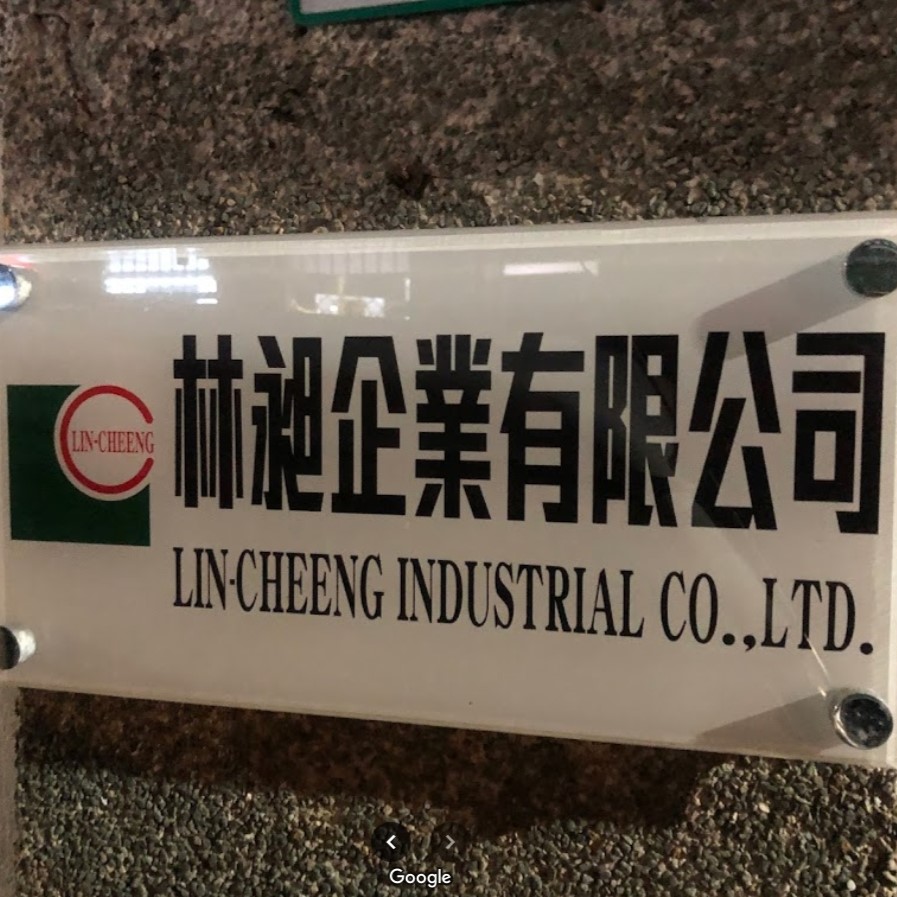 林昶企業有限公司
LIN-CHEENG
LIN-CHEENG INDUSTRIAL CO.,LTD.
Google